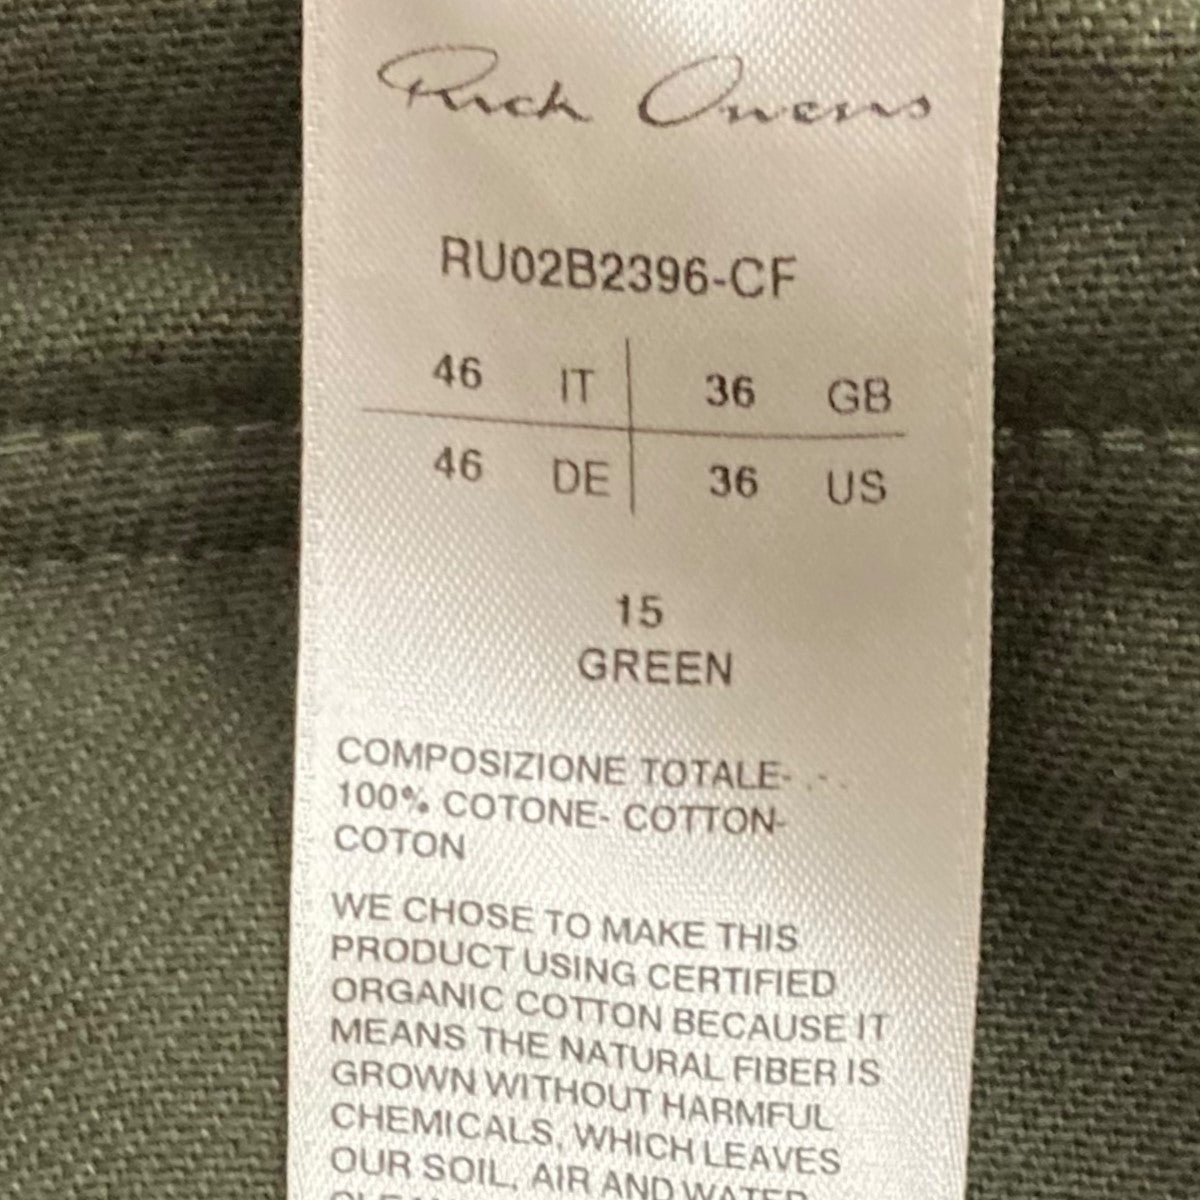 Rick Owens
RU02B2396-CF
46 IT 36 GB
46 DE 36 US
15
GREEN
COMPOSIZIONE TOTALE-
100% COTONE- COTTON-
COTON
WE CHOSE TO MAKE THIS
PRODUCT USING CERTIFIED
ORGANIC COTTON BECAUSE IT
MEANS THE NATURAL FIBER IS
GROWN WITHOUT HARMFUL
CHEMICALS, WHICH LEAVES
OUR SOIL, AIR AND WATER